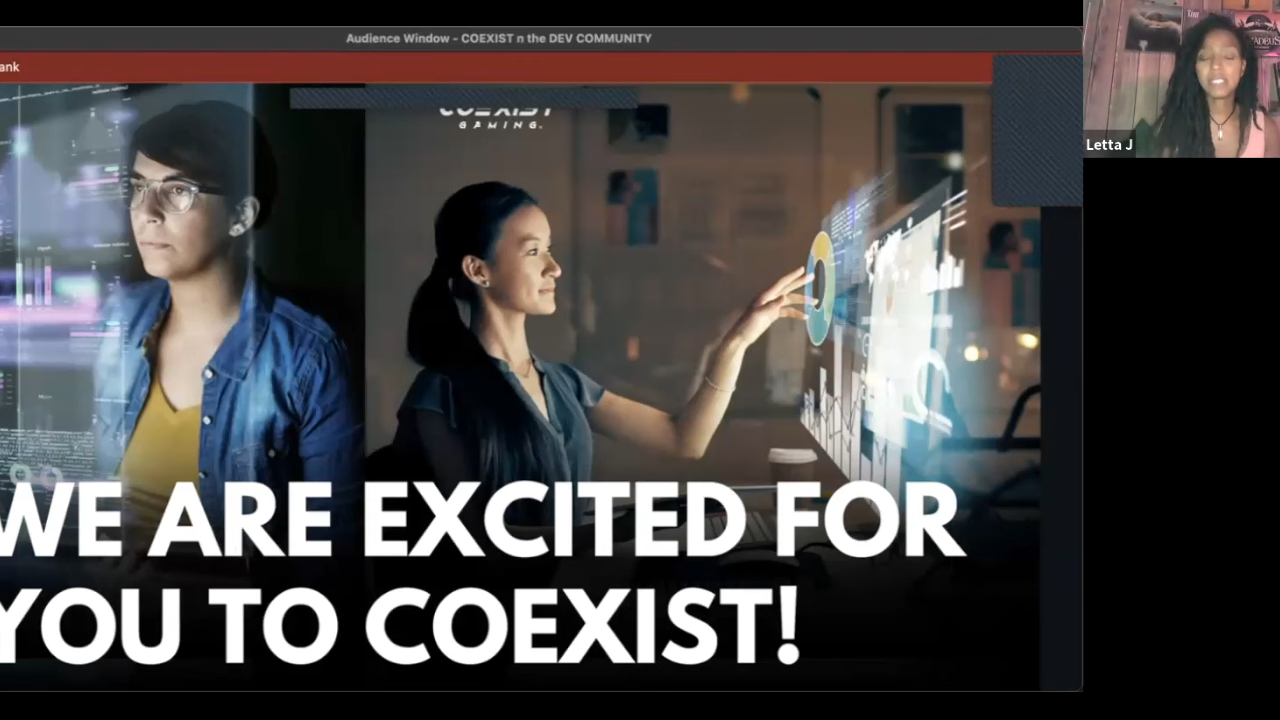 Audience Window - COEXIST n the DEV COMMUNITY
ank
COEXIST
GAMING.
Letta J
WE ARE EXCITED FOR
YOU TO COEXIST!